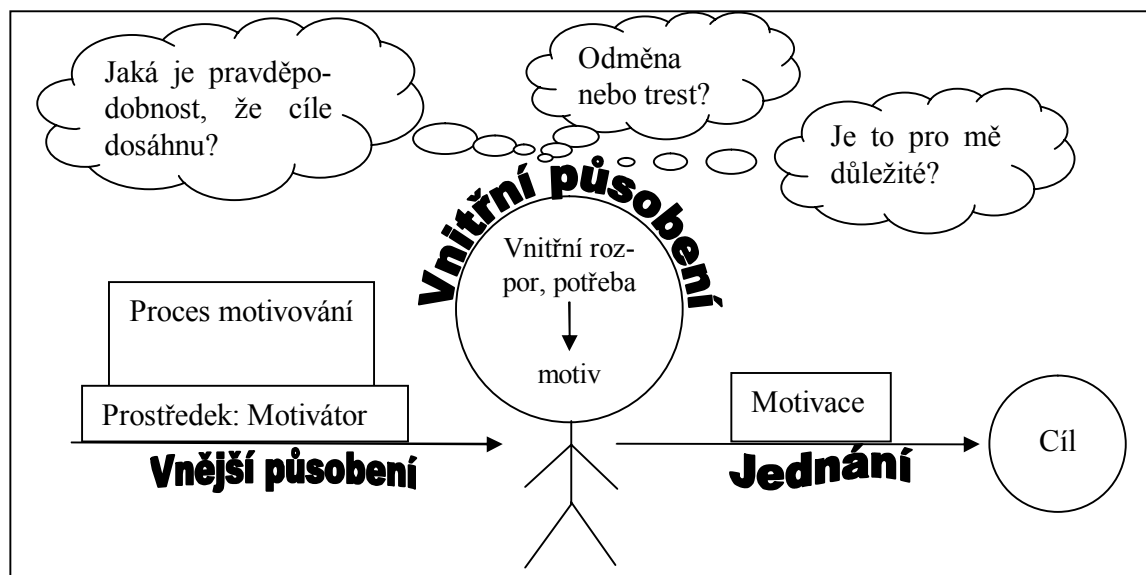 Jaká je pravděpo-
dobnost, že cíle
dosáhnu?
Odměna
nebo trest?
Je to pro mě
důležité?
Vnitřní působení
Vnitřní roz-
por, potřeba
motiv
Proces motivování
Prostředek: Motivátor
Vnější působení
Motivace
Jednání
Cíl